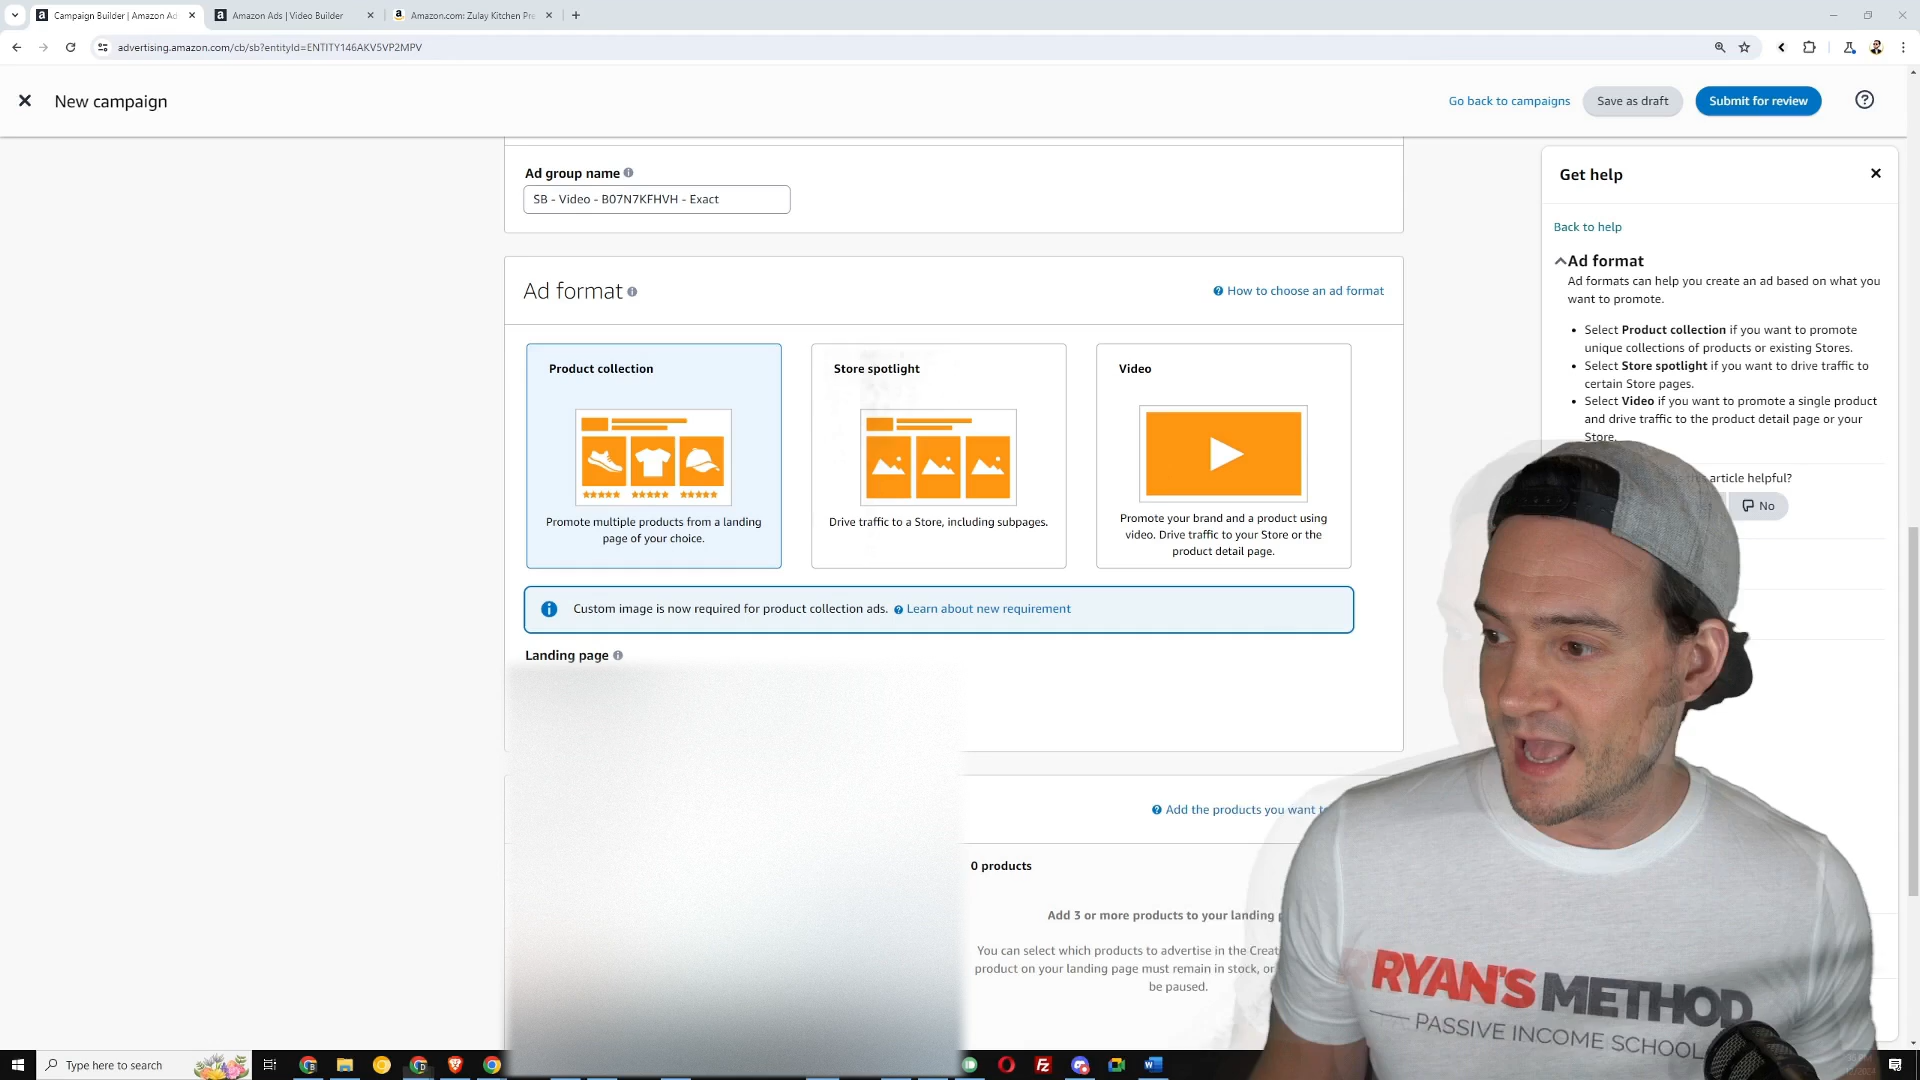 Campaign Builder | Amazon Ad
Amazon Ads | Video Builder
Amazon.com: Zulay Kitchen Pre
advertising.amazon.com/cb/sb?entityId=ENTITY146AKV5VP2MPV
New campaign
Go back to campaigns
Save as draft
Submit for review
Ad group name
SB - Video - B07N7KFHVH - Exact
Ad format
How to choose an ad format
Product collection
Promote multiple products from a landing
page of your choice.
Store spotlight
Drive traffic to a Store, including subpages.
Video
Promote your brand and a product using
video. Drive traffic to your Store or the
product detail page.
Custom image is now required for product collection ads. Learn about new requirement
Landing page
Add the products you want to
0 products
Add 3 or more products to your landing
You can select which products to advertise in the Creat
product on your landing page must remain in stock, or
be paused.
Get help
Back to help
Ad format
Ad formats can help you create an ad based on what you
want to promote.
Select Product collection if you want to promote
unique collections of products or existing Stores.
Select Store spotlight if you want to drive traffic to
certain Store pages.
Select Video if you want to promote a single product
and drive traffic to the product detail page or your
Store.
article helpful?
No
RYAN'S METHOD
PASSIVE INCOME SCHOOL
Type here to search